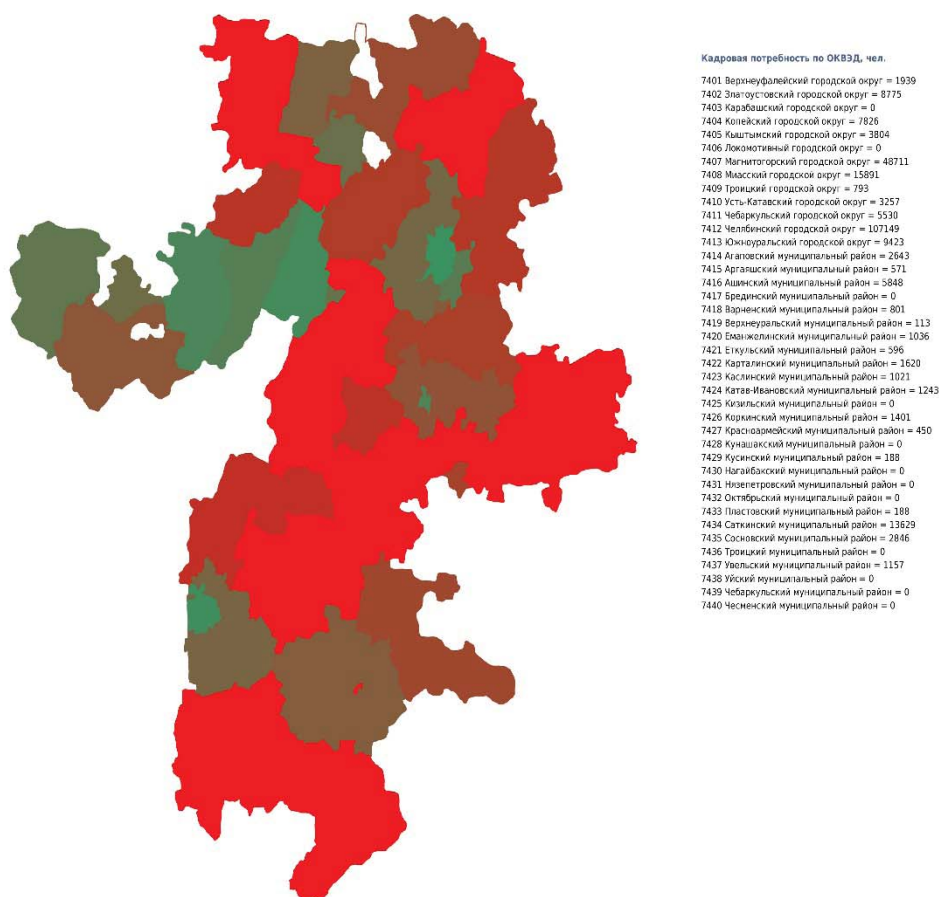 Кадровая потребность по ОКВЭД, чел.
7401 Верхнеуфалейский городской округ = 1939
7402 Златоустовский городской округ = 8775
7403 Карабашский городской округ = 0
7404 Копейский городской округ = 7826
7405 Кыштымский городской округ = 3804
7406 Локомотивный городской округ = 0
7407 Магнитогорский городской округ = 48711
7408 Миасский городской округ = 15891
7409 Троицкий городской округ = 793
7410 Усть-Катавский городской округ = 3257
7411 Чебаркульский городской округ = 5530
7412 Челябинский городской округ = 107149
7413 Южноуральский городской округ = 9423
7414 Агаповский муниципальный район = 2643
7415 Аргаяшский муниципальный район = 571
7416 Ашинский муниципальный район = 5848
7417 Брединский муниципальный район = 0
7418 Варненский муниципальный район = 801
7419 Верхнеуральский муниципальный район = 113
7420 Еманжелинский муниципальный район = 1036
7421 Еткульский муниципальный район = 596
7422 Карталинский муниципальный район = 1620
7423 Каслинский муниципальный район = 1021
7424 Катав-Ивановский муниципальный район = 1243
7425 Кизильский муниципальный район = 0
7426 Коркинский муниципальный район = 1401
7427 Красноармейский муниципальный район = 450
7428 Кунашакский муниципальный район = 0
7429 Кусинский муниципальный район = 188
7430 Нагайбакский муниципальный район = 0
7431 Нязепетровский муниципальный район = 0
7432 Октябрьский муниципальный район = 0
7433 Пластовский муниципальный район = 188
7434 Саткинский муниципальный район = 13629
7435 Сосновский муниципальный район = 2846
7436 Троицкий муниципальный район = 0
7437 Увельский муниципальный район = 1157
7438 Уйский муниципальный район = 0
7439 Чебаркульский муниципальный район = 0
7440 Чесменский муниципальный район = 0